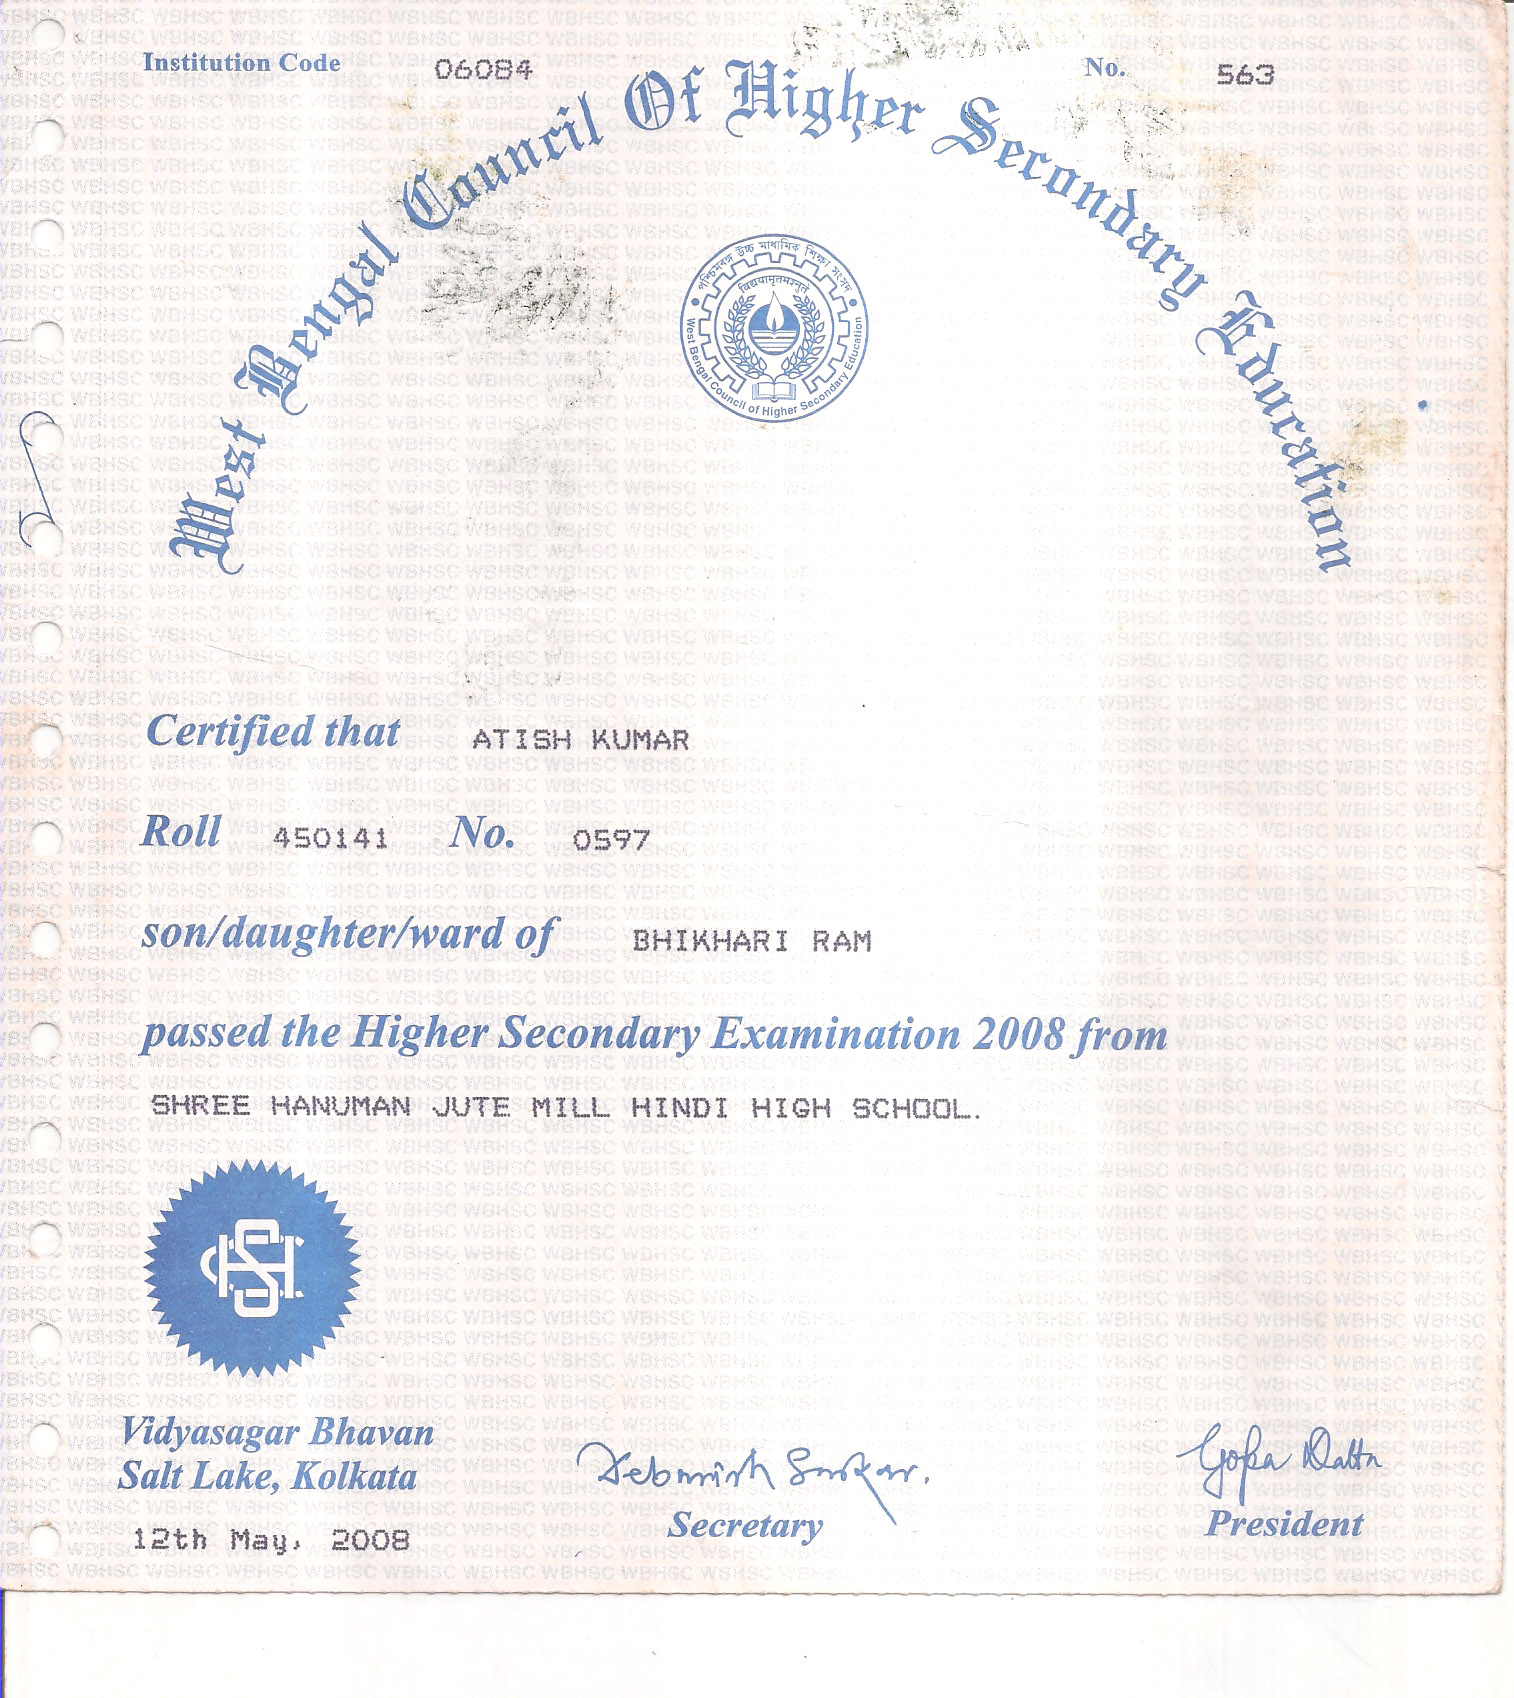 Institution Code 06084 No. 563
West Bengal Council Of Higher Secondary Education
পশ্চিমবঙ্গ উচ্চ মাধ্যমিক শিক্ষা সংসদ
विद्ययामृतमश्नुते
West Bengal Council of Higher Secondary Education
Certified that ATISH KUMAR
Roll 450141 No. 0597
son/daughter/ward of BHIKHARI RAM
passed the Higher Secondary Examination 2008 from
SHREE HANUMAN JUTE MILL HINDI HIGH SCHOOL.
Vidyasagar Bhavan
Salt Lake, Kolkata
12th May, 2008
Debasish Sarkar.
Secretary
Gopa Datta
President